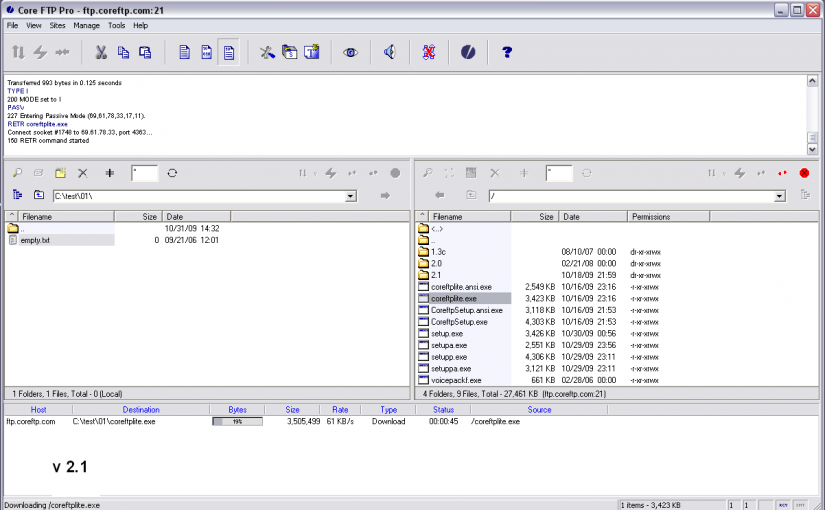 Core FTP Pro - ftp.coreftp.com:21
File View Sites Manage Tools Help
Transferred 993 bytes in 0.125 seconds
TYPE I
200 MODE set to I
PASV
227 Entering Passive Mode (69,61,78,33,17,11).
RETR coreftplite.exe
Connect socket #1740 to 69.61.78.33, port 4363...
150 RETR command started
C:\test\01\
/
^ Filename Size Date
.. 10/31/09 14:32
empty.txt 0 09/21/06 12:01
^ Filename Size Date Permissions
<..>
..
1.3c 08/10/07 00:00 dr-xr-xrwx
2.0 02/21/08 00:00 dr-xr-xrwx
2.1 10/18/09 21:59 dr-xr-xrwx
coreftplite.ansi.exe 2,549 KB 10/16/09 23:16 -r-xr-xrwx
coreftplite.exe 3,423 KB 10/16/09 23:16 -r-xr-xrwx
CoreftpSetup.ansi.exe 3,118 KB 10/16/09 21:53 -r-xr-xrwx
CoreftpSetup.exe 4,303 KB 10/16/09 21:53 -r-xr-xrwx
setup.exe 3,426 KB 10/30/09 00:56 -r-xr-xrwx
setupa.exe 2,551 KB 10/29/09 23:56 -r-xr-xrwx
setupp.exe 4,306 KB 10/29/09 23:11 -r-xr-xrwx
setuppa.exe 3,121 KB 10/29/09 23:11 -r-xr-xrwx
voicepackf.exe 661 KB 02/28/06 00:00 -r-xr-xrwx
1 Folders, 1 Files, Total - 0 (Local)
4 Folders, 9 Files, Total - 27,461 KB (ftp.coreftp.com:21)
Host Destination Bytes Size Rate Type Status Source
ftp.coreftp.com C:\test\01\coreftplite.exe 19% 3,505,499 61 KB/s Download 00:00:45 /coreftplite.exe
v 2.1
Downloading /coreftplite.exe
1 items - 3,423 KB 1 1